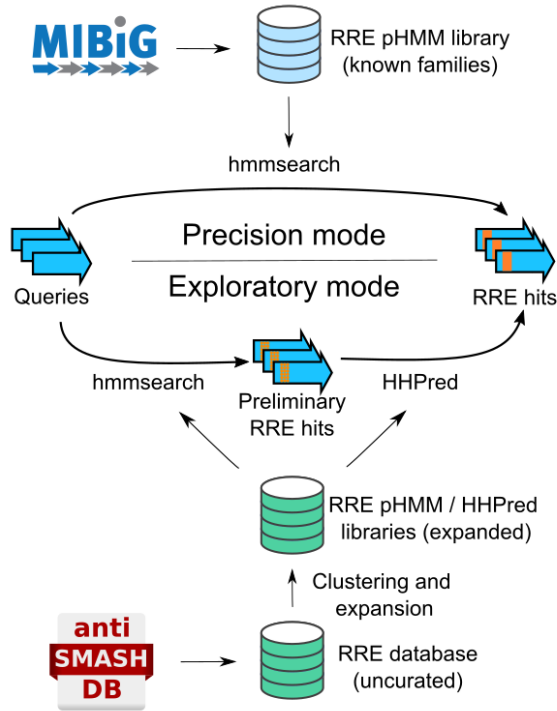 MIBiG
RRE pHMM library
(known families)
hmmsearch
Precision mode
Queries
Exploratory mode
RRE hits
hmmsearch
Preliminary
RRE hits
HHPred
RRE pHMM / HHPred
libraries (expanded)
Clustering and
expansion
anti
SMASH
DB
RRE database
(uncurated)